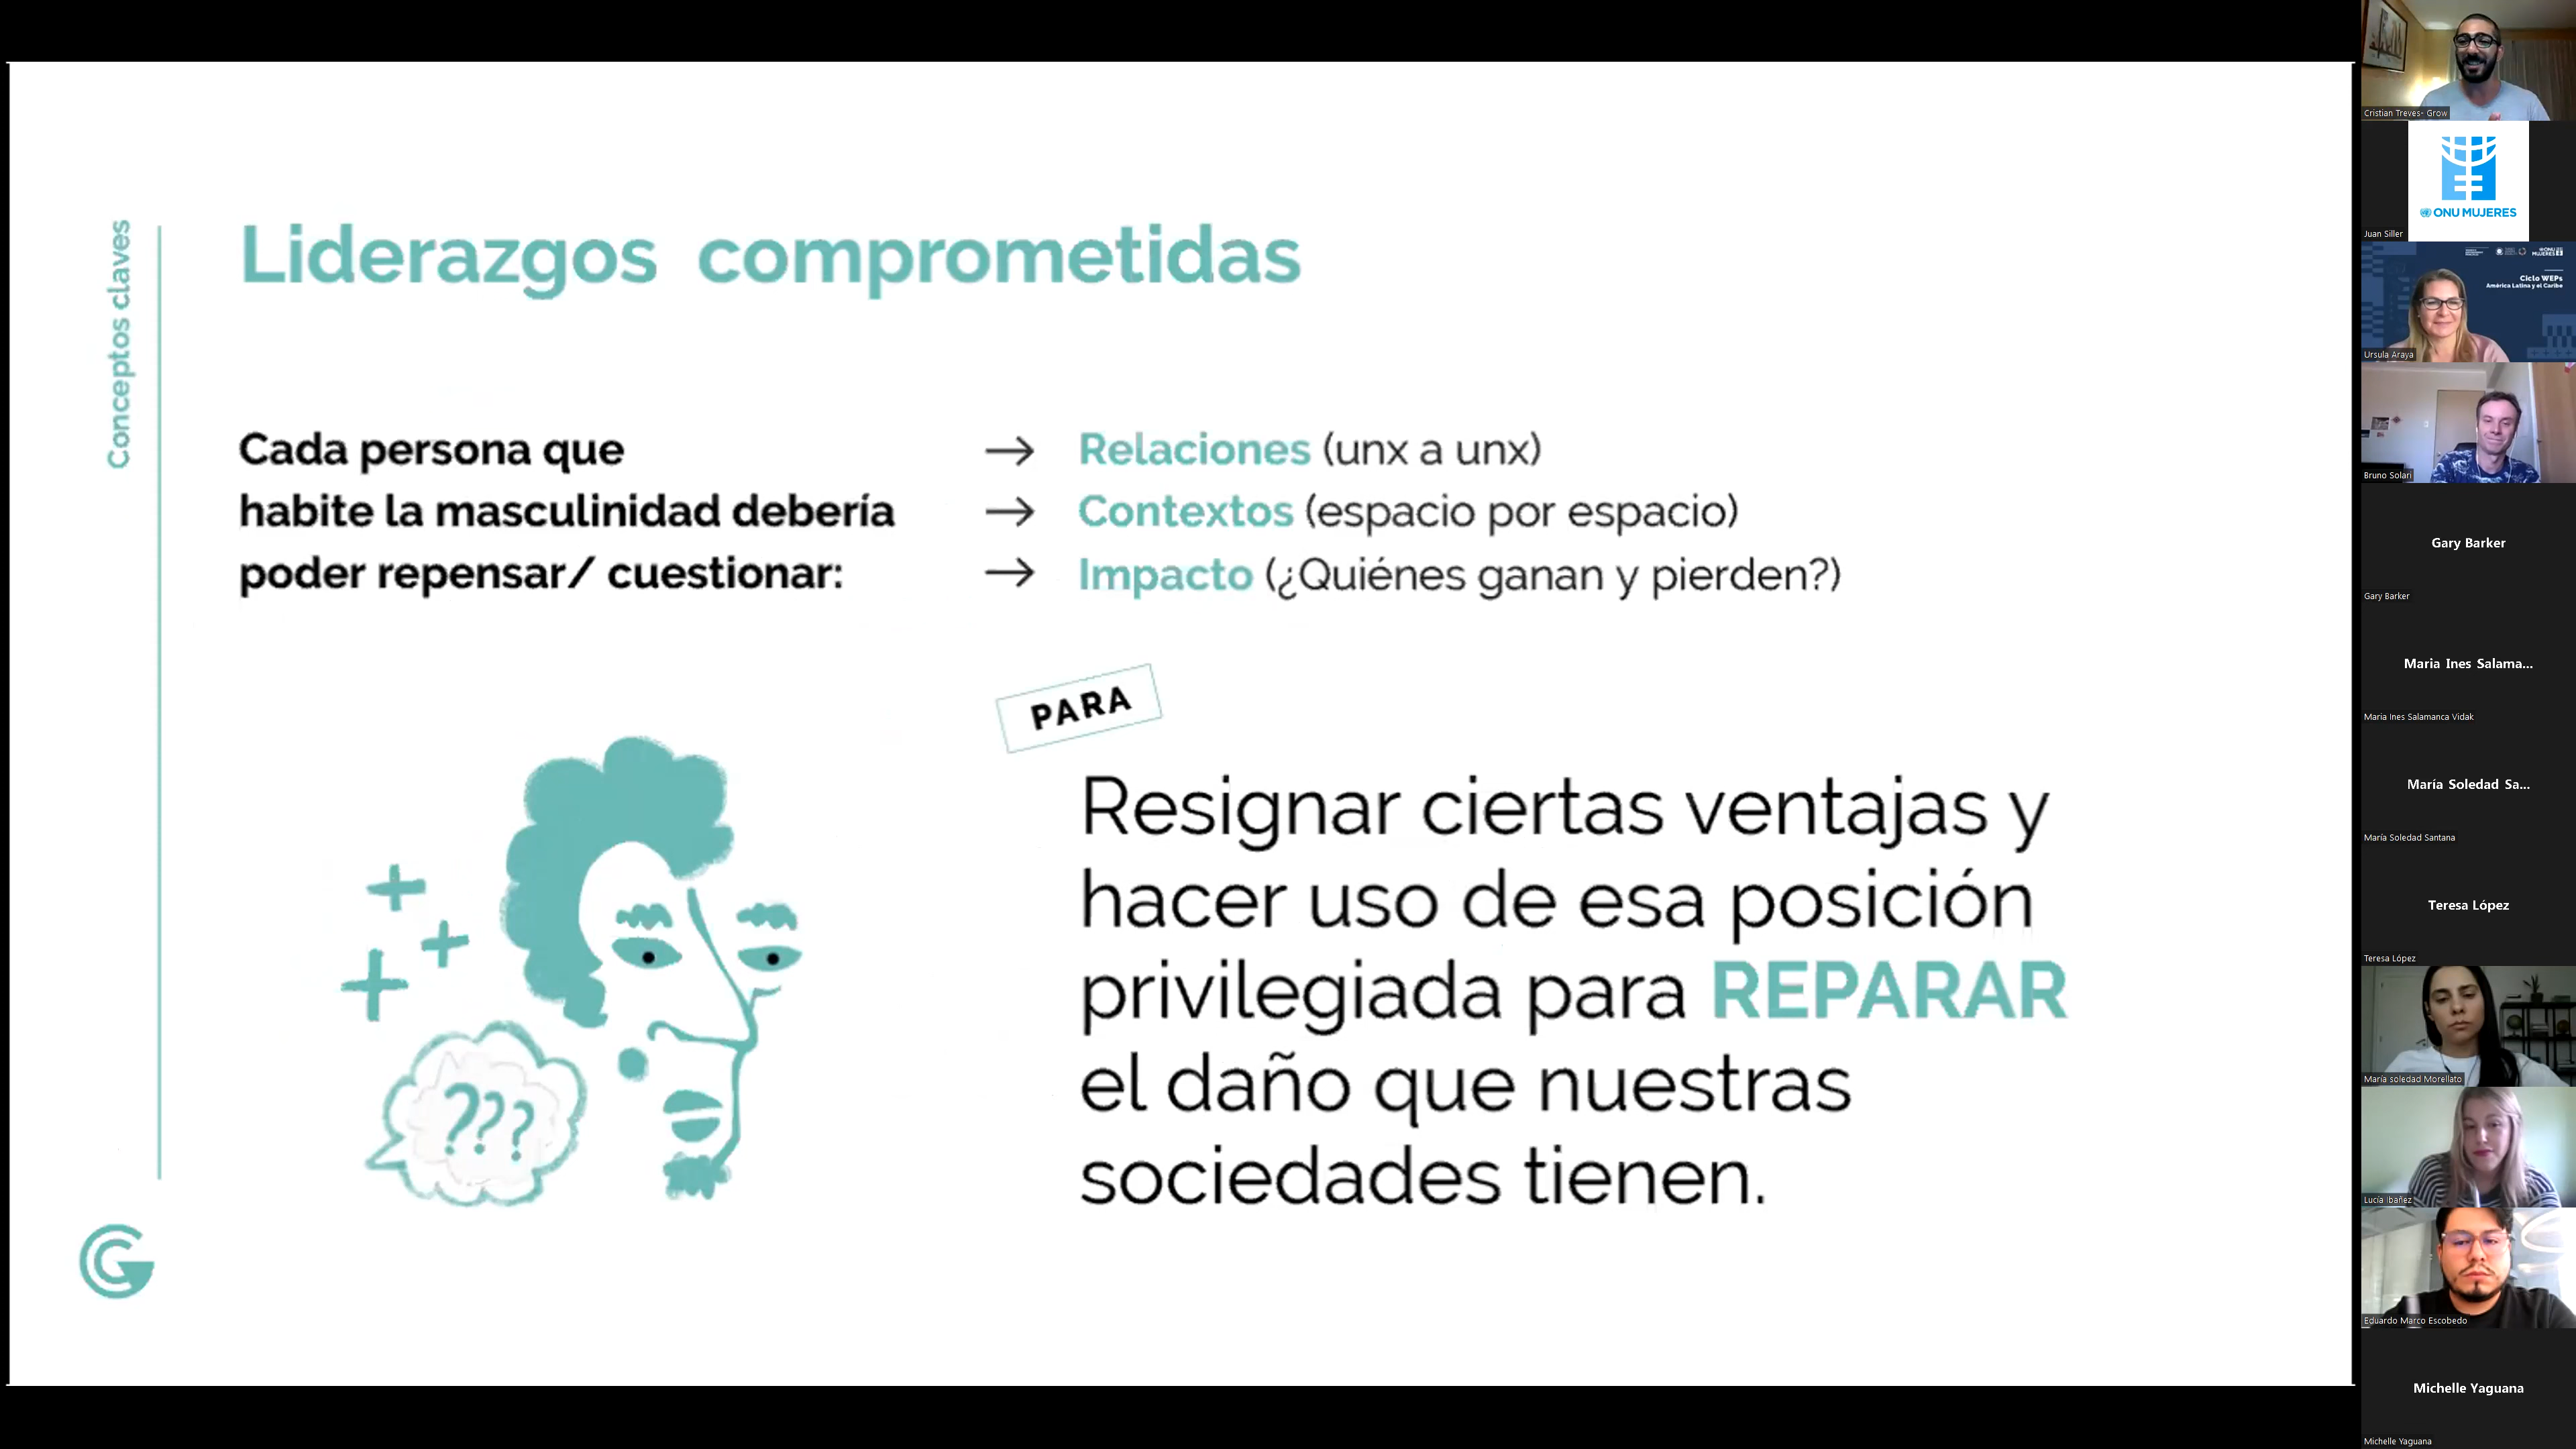 Conceptos claves
Liderazgos comprometidas
Cada persona que
habite la masculinidad debería
poder repensar/ cuestionar:
→ Relaciones (unx a unx)
→ Contextos (espacio por espacio)
→ Impacto (¿Quiénes ganan y pierden?)
PARA
Resignar ciertas ventajas y
hacer uso de esa posición
privilegiada para REPARAR
el daño que nuestras
sociedades tienen.
???
G
Cristian Treves- Grow
ONU MUJERES
Juan Siller
ONU
MUJERES
Ciclo WEPs
América Latina y el Caribe
Ursula Araya
Bruno Solari
Gary Barker
Gary Barker
Maria Ines Salama...
Maria Ines Salamanca Vidak
María Soledad Sa...
María Soledad Santana
Teresa López
Teresa López
María soledad Morellato
Lucía Ibañez
Eduardo Marco Escobedo
Michelle Yaguana
Michelle Yaguana